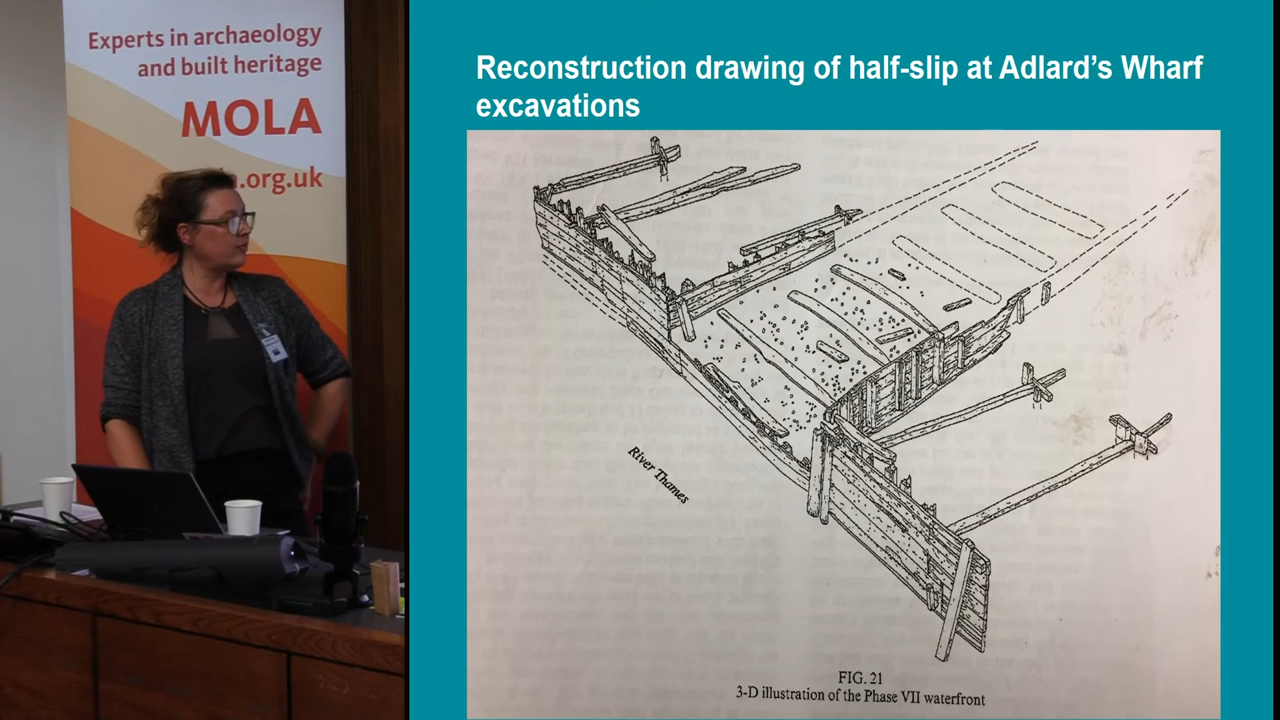 Experts in archaeology
and built heritage
MOLA
.org.uk
Reconstruction drawing of half-slip at Adlard's Wharf
excavations
River Thames
FIG. 21
3-D illustration of the Phase VII waterfront